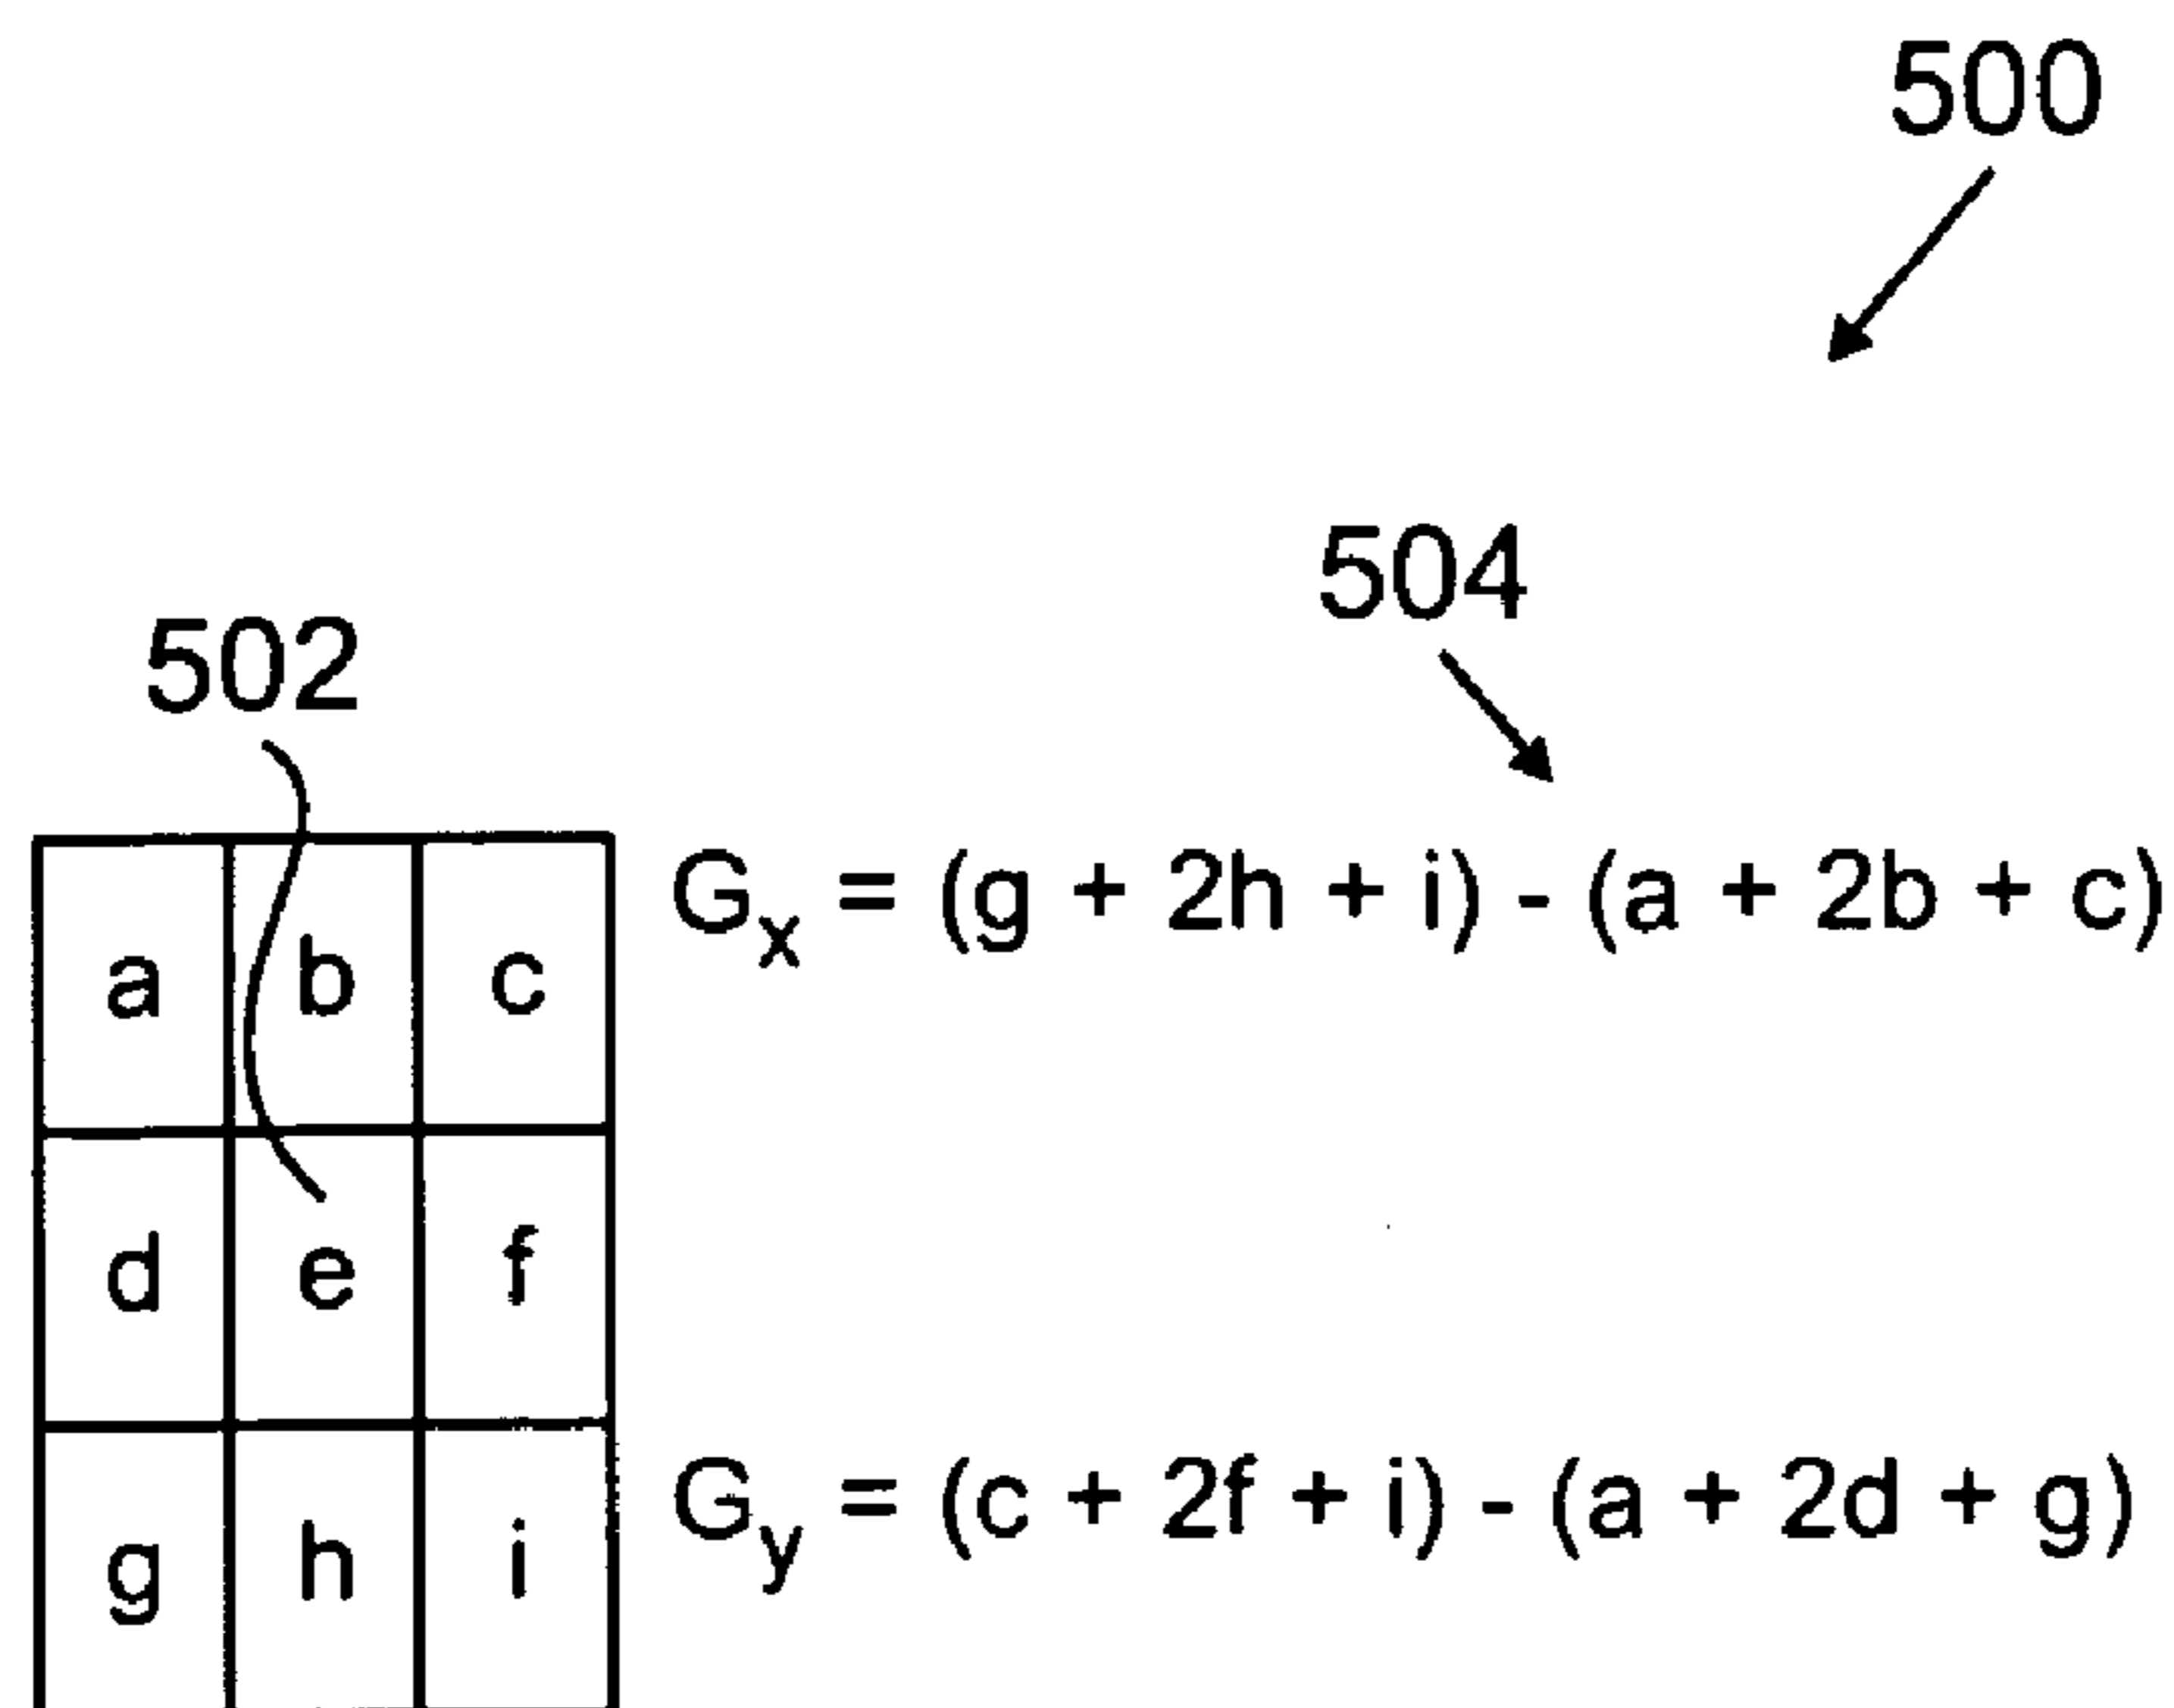 500
504
502
a b c
Gx = (g + 2h + i) - (a + 2b + c)
d e f
g h i
Gy = (c + 2f + i) - (a + 2d + g)